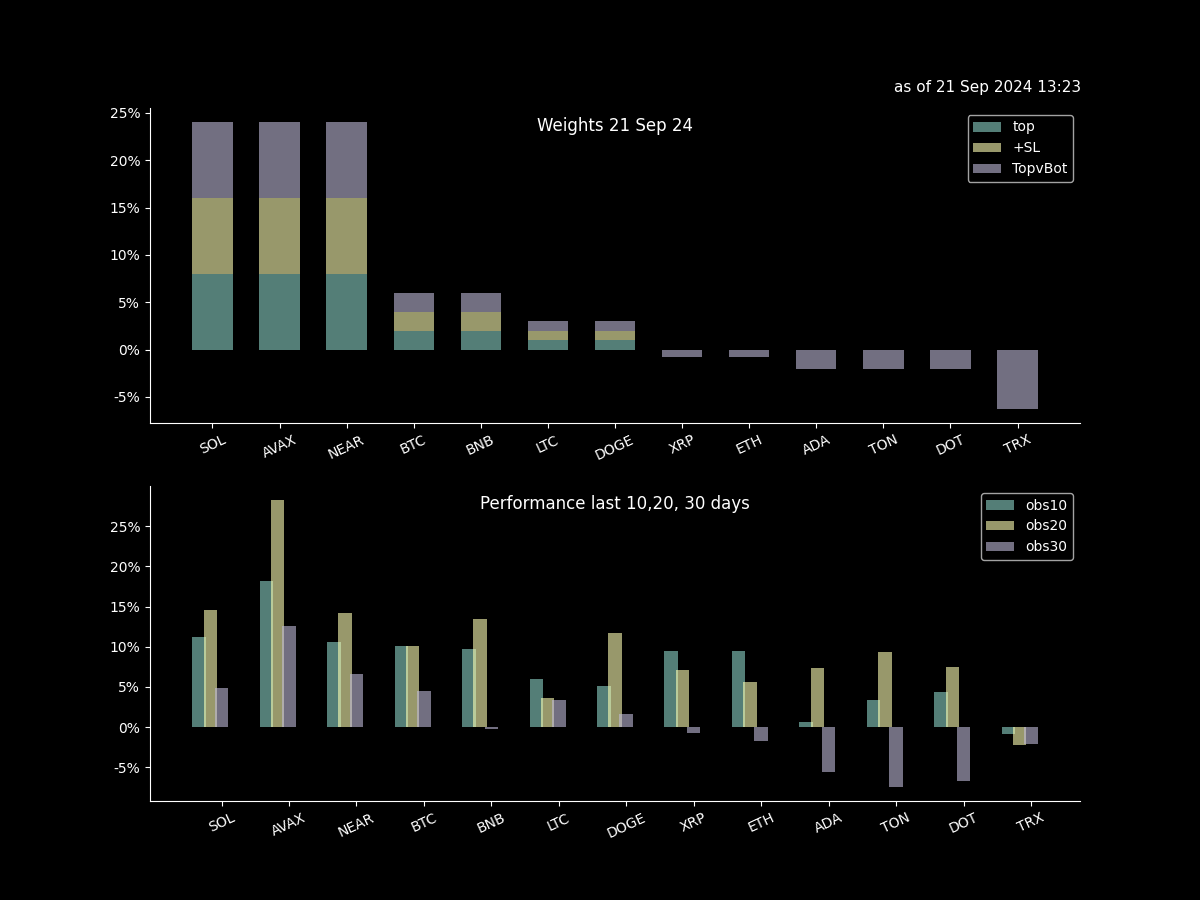 as of 21 Sep 2024 13:23
Weights 21 Sep 24
top
+SL
TopvBot
25%
20%
15%
10%
5%
0%
-5%
SOL AVAX NEAR BTC BNB LTC DOGE XRP ETH ADA TON DOT TRX
Performance last 10,20, 30 days
obs10
obs20
obs30
25%
20%
15%
10%
5%
0%
-5%
SOL AVAX NEAR BTC BNB LTC DOGE XRP ETH ADA TON DOT TRX